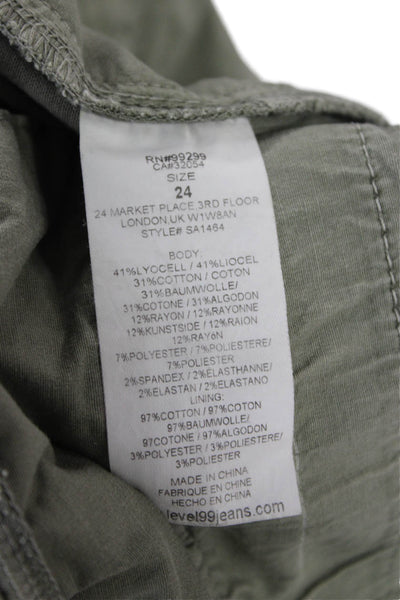 RN#99299
CA#32054
SIZE
24
24 MARKET PLACE,3RD FLOOR
LONDON,UK W1W8AN
STYLE# SA1464
BODY:
41%LYOCELL / 41%LIOCEL
31%COTTON / COTON
31%BAUMWOLLE/
31%COTONE / 31%ALGODON
12%RAYON / 12%RAYONNE
12%KUNSTSIDE / 12%RAION
12%RAYóN
7%POLYESTER / 7%POLIESTERE/
7%POLIESTER
2%SPANDEX / 2%ELASTHANNE/
2%ELASTAN / 2%ELASTANO
LINING:
97%COTTON / 97%COTON
97%BAUMWOLLE/
97COTONE / 97%ALGODON
3%POLYESTER / 3%POLIESTERE/
3%POLIESTER
MADE IN CHINA
FABRIQUE EN CHINE
HECHO EN CHINA
level99jeans.com